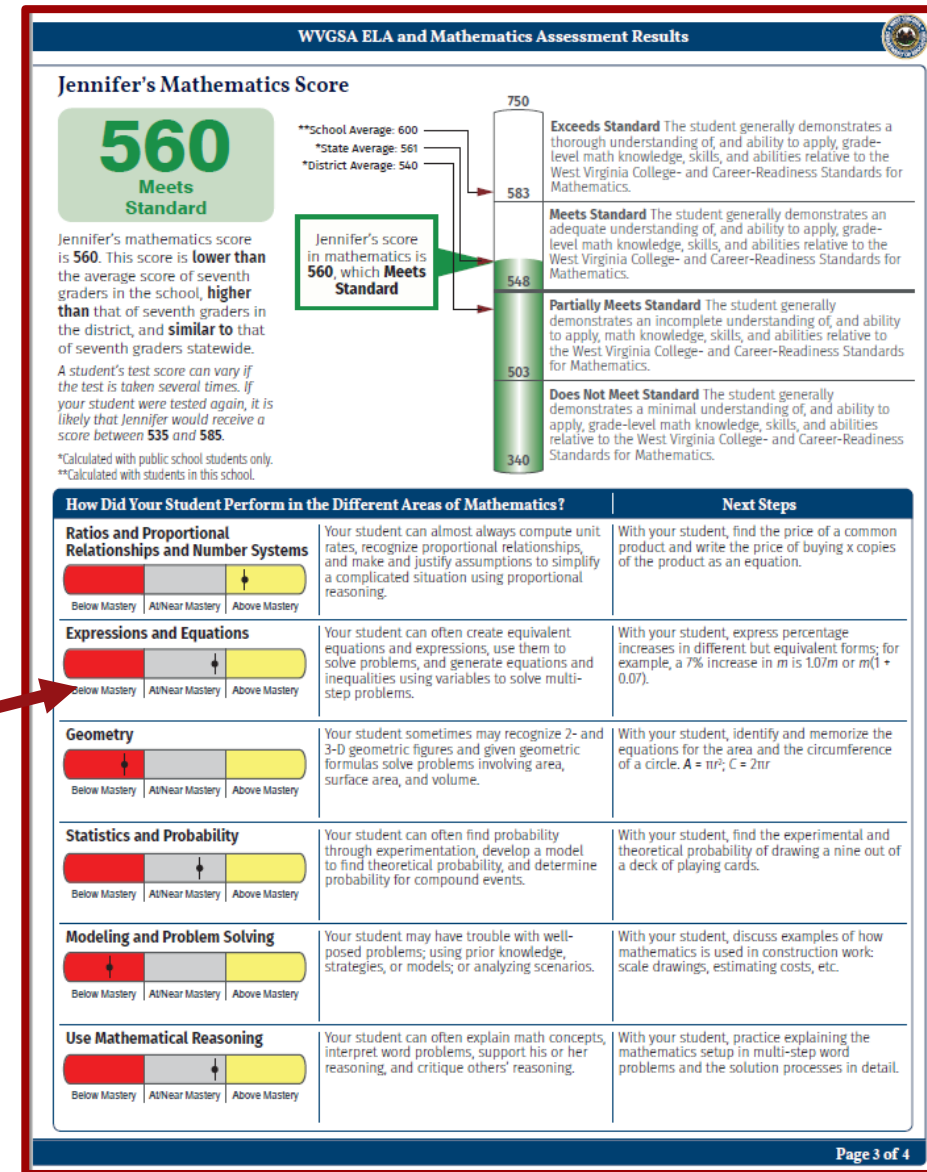 WVGSA ELA and Mathematics Assessment Results
Jennifer's Mathematics Score
560
Meets
Standard
Jennifer's mathematics score
is 560. This score is lower than
the average score of seventh
graders in the school, higher
than that of seventh graders in
the district, and similar to that
of seventh graders statewide.
A student's test score can vary if
the test is taken several times. If
your student were tested again, it is
likely that Jennifer would receive a
score between 535 and 585.
*Calculated with public school students only.
**Calculated with students in this school.
**School Average: 600
*State Average: 561
*District Average: 540
Jennifer's score
in mathematics is
560, which Meets
Standard
750
583
548
503
340
Exceeds Standard The student generally demonstrates a
thorough understanding of, and ability to apply, grade-
level math knowledge, skills, and abilities relative to the
West Virginia College- and Career-Readiness Standards for
Mathematics.
Meets Standard The student generally demonstrates an
adequate understanding of, and ability to apply, grade-
level math knowledge, skills, and abilities relative to the
West Virginia College- and Career-Readiness Standards for
Mathematics.
Partially Meets Standard The student generally
demonstrates an incomplete understanding of, and ability
to apply, math knowledge, skills, and abilities relative to
the West Virginia College- and Career-Readiness Standards
for Mathematics.
Does Not Meet Standard The student generally
demonstrates a minimal understanding of, and ability to
apply, grade-level math knowledge, skills, and abilities
relative to the West Virginia College- and Career-Readiness
Standards for Mathematics.
How Did Your Student Perform in the Different Areas of Mathematics?
Next Steps
Ratios and Proportional
Relationships and Number Systems
Below Mastery At/Near Mastery Above Mastery
Your student can almost always compute unit
rates, recognize proportional relationships,
and make and justify assumptions to simplify
a complicated situation using proportional
reasoning.
With your student, find the price of a common
product and write the price of buying x copies
of the product as an equation.
Expressions and Equations
Below Mastery At/Near Mastery Above Mastery
Your student can often create equivalent
equations and expressions, use them to
solve problems, and generate equations and
inequalities using variables to solve multi-
step problems.
With your student, express percentage
increases in different but equivalent forms; for
example, a 7% increase in m is 1.07m or m(1 +
0.07).
Geometry
Below Mastery At/Near Mastery Above Mastery
Your student sometimes may recognize 2- and
3-D geometric figures and given geometric
formulas solve problems involving area,
surface area, and volume.
With your student, identify and memorize the
equations for the area and the circumference
of a circle. A = πr²; C = 2πr
Statistics and Probability
Below Mastery At/Near Mastery Above Mastery
Your student can often find probability
through experimentation, develop a model
to find theoretical probability, and determine
probability for compound events.
With your student, find the experimental and
theoretical probability of drawing a nine out of
a deck of playing cards.
Modeling and Problem Solving
Below Mastery At/Near Mastery Above Mastery
Your student may have trouble with well-
posed problems; using prior knowledge,
strategies, or models; or analyzing scenarios.
With your student, discuss examples of how
mathematics is used in construction work:
scale drawings, estimating costs, etc.
Use Mathematical Reasoning
Below Mastery At/Near Mastery Above Mastery
Your student can often explain math concepts,
interpret word problems, support his or her
reasoning, and critique others' reasoning.
With your student, practice explaining the
mathematics setup in multi-step word
problems and the solution processes in detail.
Page 3 of 4